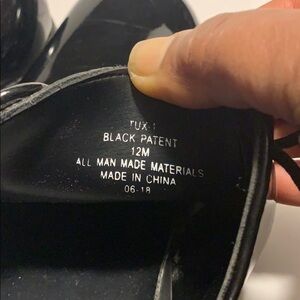 TUX 1
BLACK PATENT
12M
ALL MAN MADE MATERIALS
MADE IN CHINA
06-18